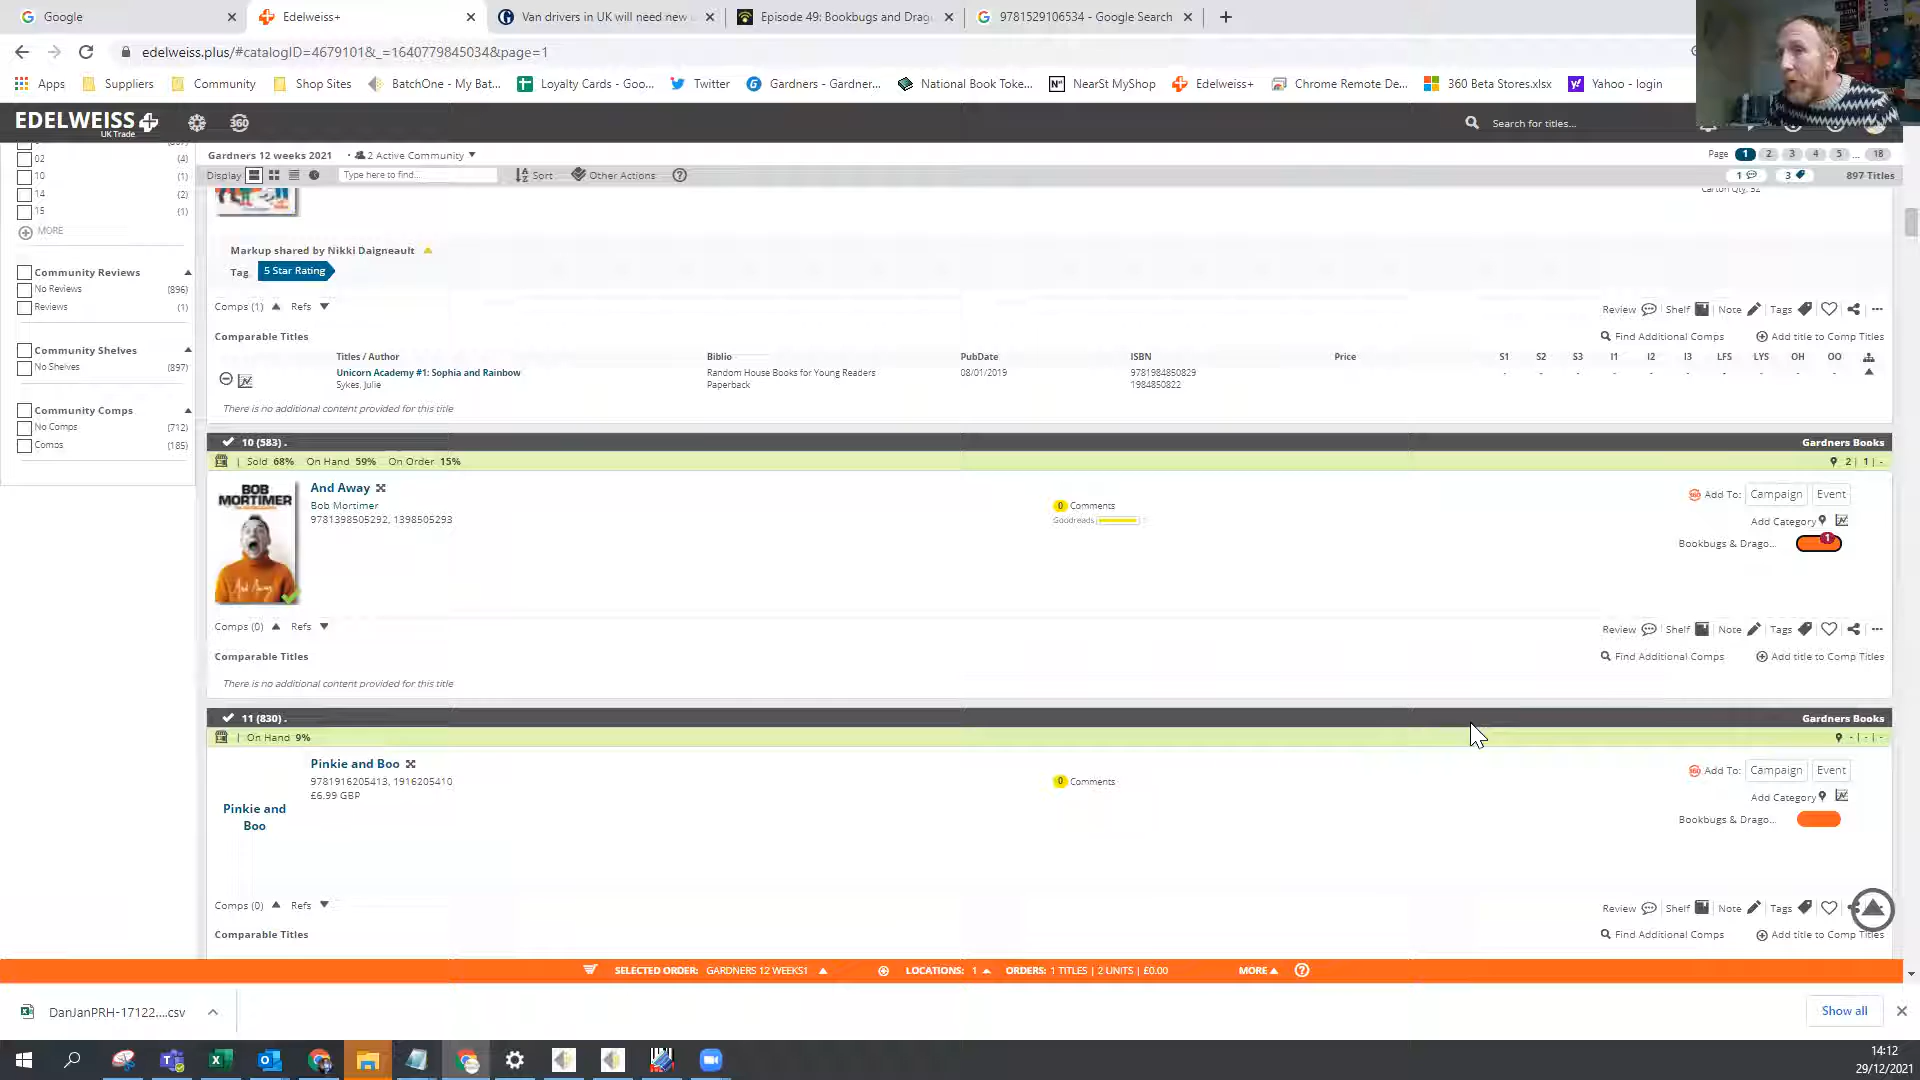 Google
Edelweiss+
Van drivers in UK will need new
Episode 49: Bookbugs and Drag
9781529106534 - Google Search
edelweiss.plus/#catalogID=4679101&_=1640779845034&page=1
Apps
Suppliers
Community
Shop Sites
BatchOne - My Bat...
Loyalty Cards - Goo...
Twitter
Gardners - Gardner...
National Book Toke...
NearSt MyShop
Edelweiss+
Chrome Remote De...
360 Beta Stores.xlsx
Yahoo - login
EDELWEISS
UK Trade
360
Search for titles...
02 (4)
10 (1)
14 (2)
15 (1)
MORE
Community Reviews
No Reviews (896)
Reviews (1)
Community Shelves
No Shelves (897)
Community Comps
No Comps (712)
Comps (185)
Gardners 12 weeks 2021 • 2 Active Community
Page 1 2 3 4 5 ... 18
Display Type here to find... Sort Other Actions
1 3 897 Titles
Carton Qty. 52
Markup shared by Nikki Daigneault
Tag 5 Star Rating
Comps (1) Refs
Review Shelf Note Tags
Comparable Titles
Find Additional Comps Add title to Comp Titles
Titles / Author Biblio PubDate ISBN Price S1 S2 S3 I1 I2 I3 LFS LYS OH OO
Unicorn Academy #1: Sophia and Rainbow Random House Books for Young Readers 08/01/2019 9781984850829 - - - - - - - - - -
Sykes, Julie Paperback 1984850822
There is no additional content provided for this title
10 (583) . Gardners Books
| Sold 68% On Hand 59% On Order 15% 2 | 1 | -
BOB
MORTIMER
And Away
And Away
Bob Mortimer
9781398505292, 1398505293
0 Comments
Goodreads
360 Add To: Campaign Event
Add Category
Bookbugs & Drago... 1
Comps (0) Refs
Review Shelf Note Tags
Comparable Titles
Find Additional Comps Add title to Comp Titles
There is no additional content provided for this title
11 (830) . Gardners Books
| On Hand 9% - | - | -
Pinkie and Boo
9781916205413, 1916205410
£6.99 GBP
Pinkie and
Boo
0 Comments
360 Add To: Campaign Event
Add Category
Bookbugs & Drago...
Comps (0) Refs
Review Shelf Note Tags
Comparable Titles
Find Additional Comps Add title to Comp Titles
SELECTED ORDER: GARDNERS 12 WEEKS1 LOCATIONS: 1 ORDERS: 1 TITLES | 2 UNITS | £0.00 MORE
DanJanPRH-17122....csv
Show all
14:12
29/12/2021